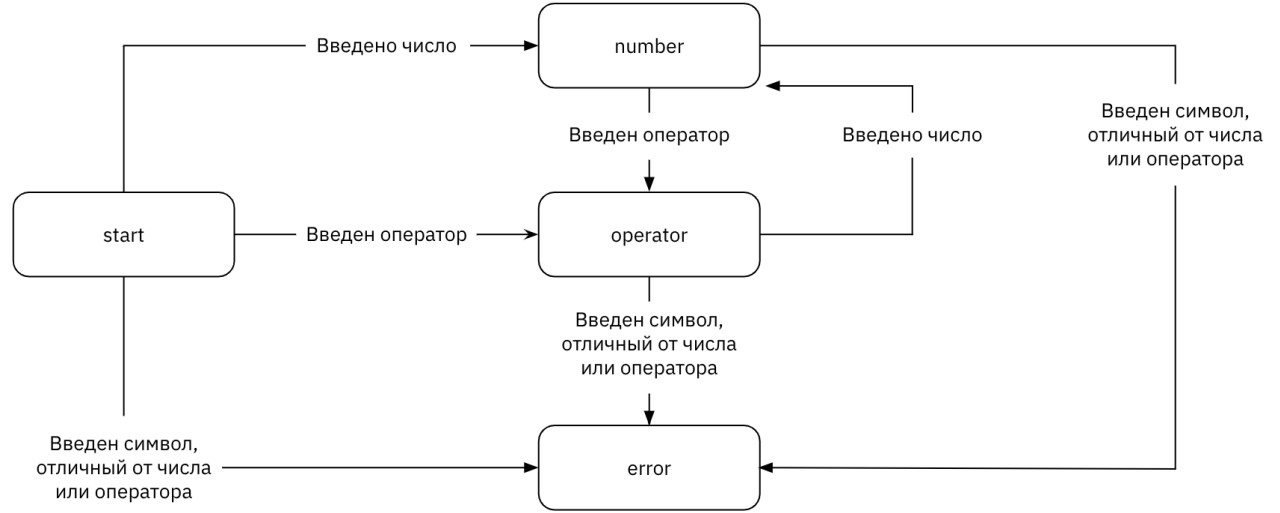 Введено число
number
Введен оператор
Введено число
Введен символ,
отличный от числа
или оператора
start
Введен оператор
operator
Введен символ,
отличный от числа
или оператора
Введен символ,
отличный от числа
или оператора
error